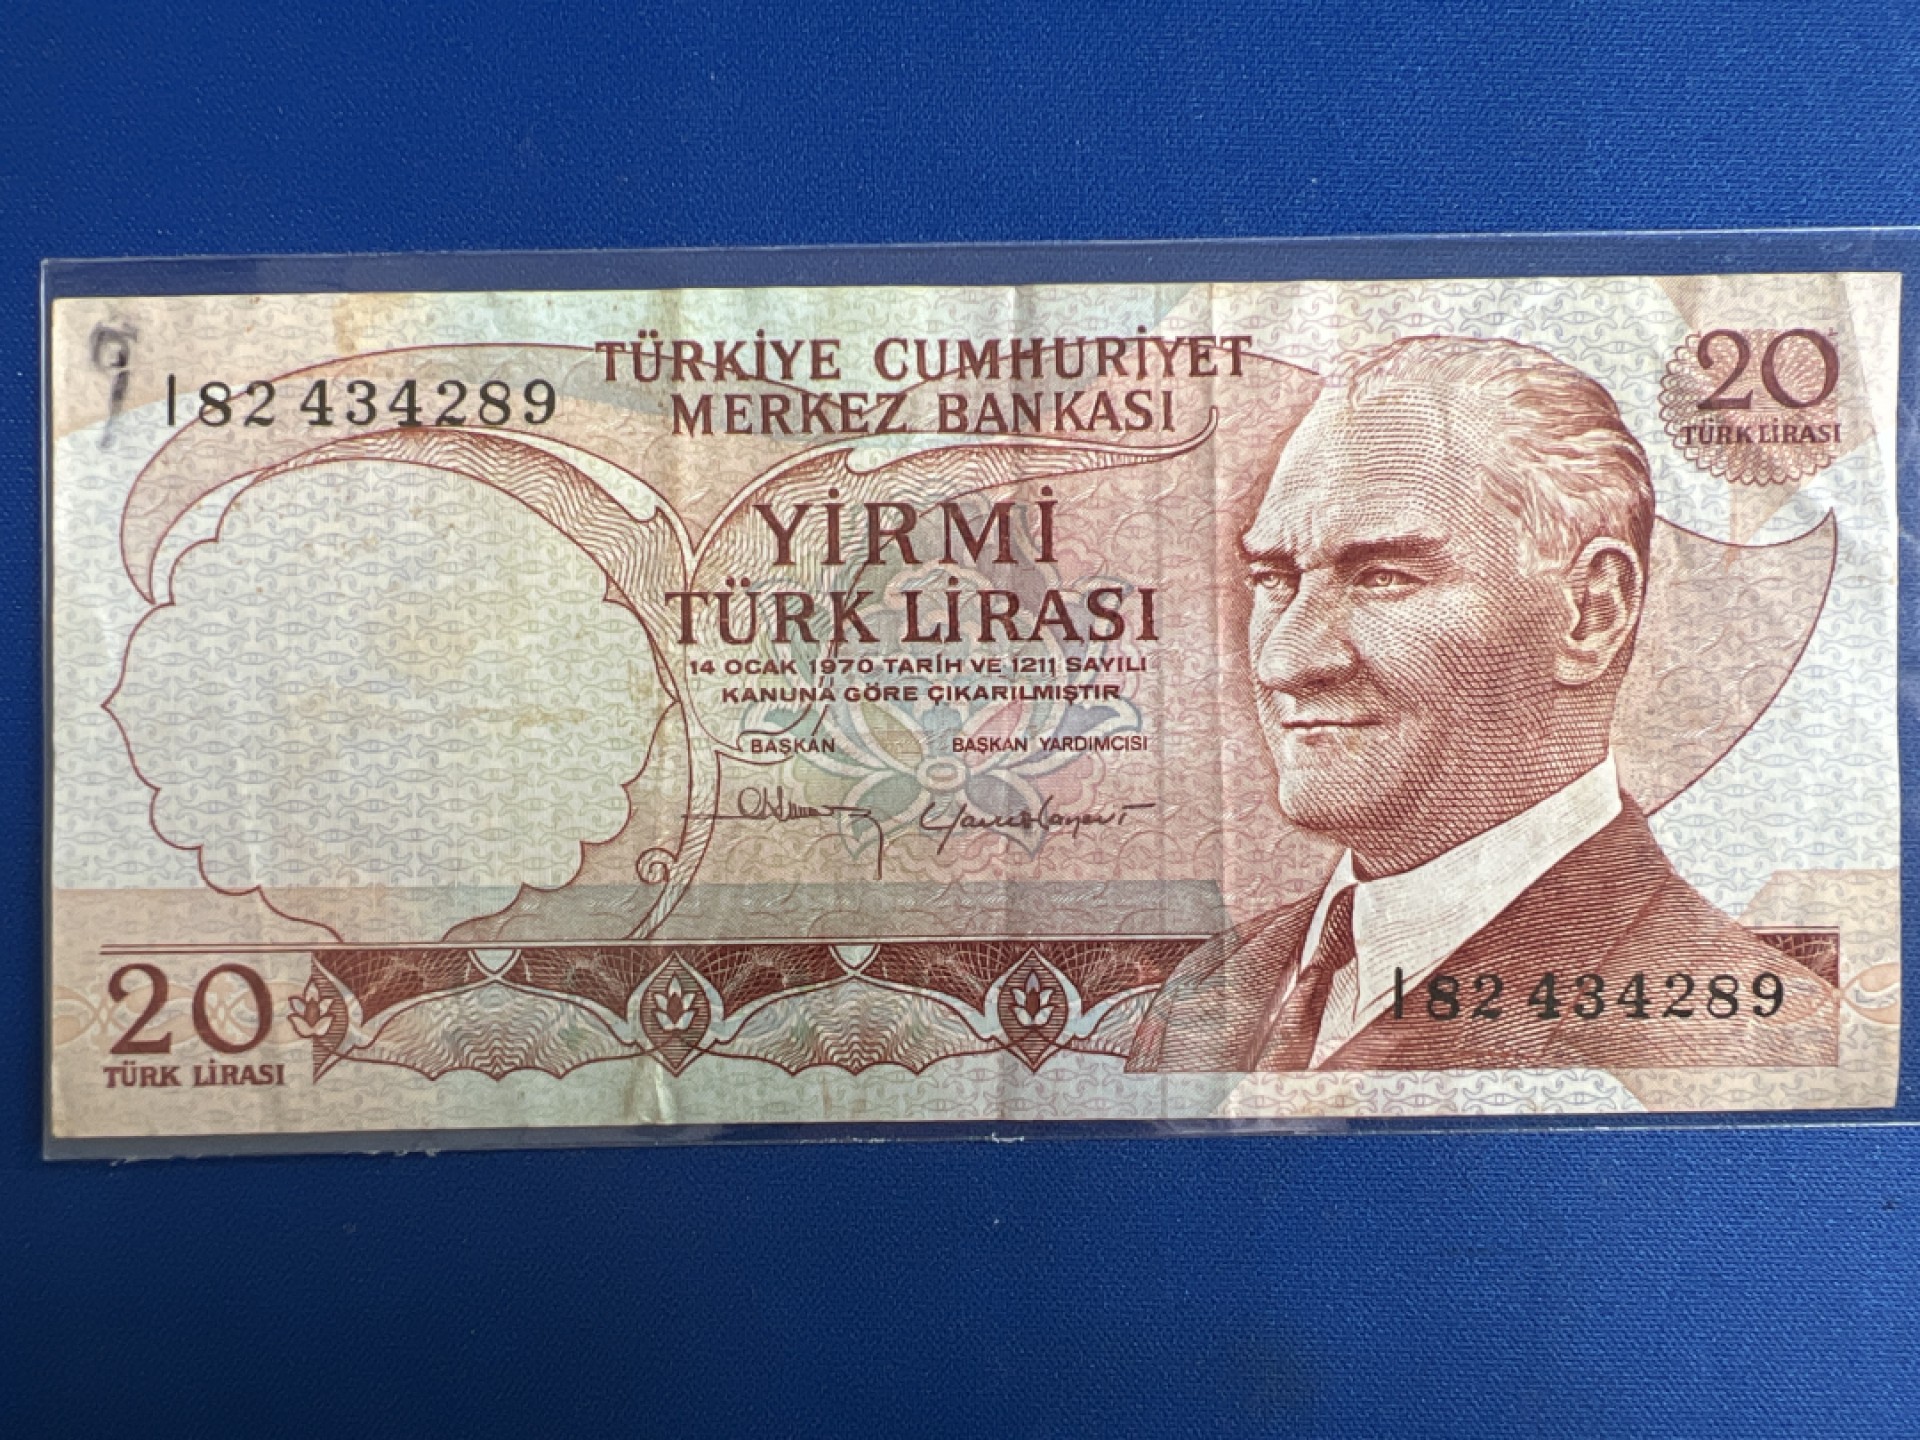 9
I82 434289
TÜRKİYE CUMHURİYET
MERKEZ BANKASI
20
TÜRK LİRASI
YİRMİ
TÜRK LİRASI
14 OCAK 1970 TARİH VE 1211 SAYILI
KANUNA GÖRE ÇIKARILMIŞTIR
BAŞKAN BAŞKAN YARDIMCISI
20
TÜRK LİRASI
I82 434289